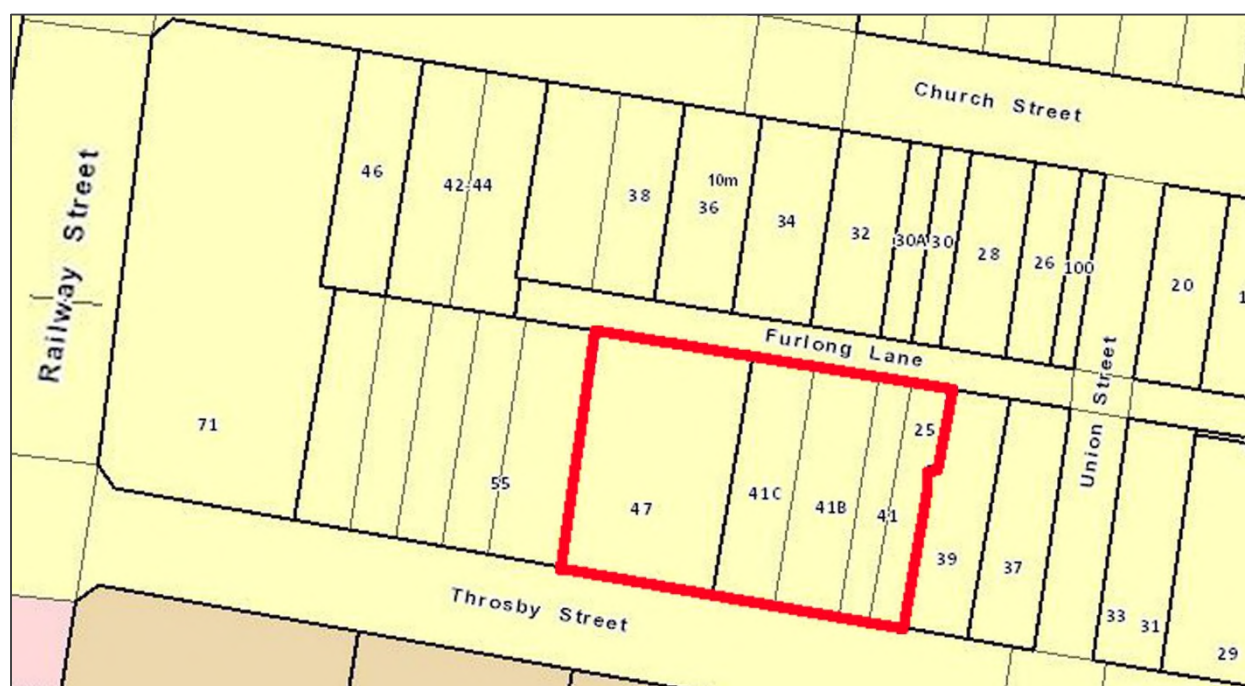 Church Street
Railway Street
46
42-44
38
10m
36
34
32
30A
30
28
26
100
20
1
Furlong Lane
Union Street
71
55
47
41C
41B
41
25
39
37
33
31
29
Throsby Street